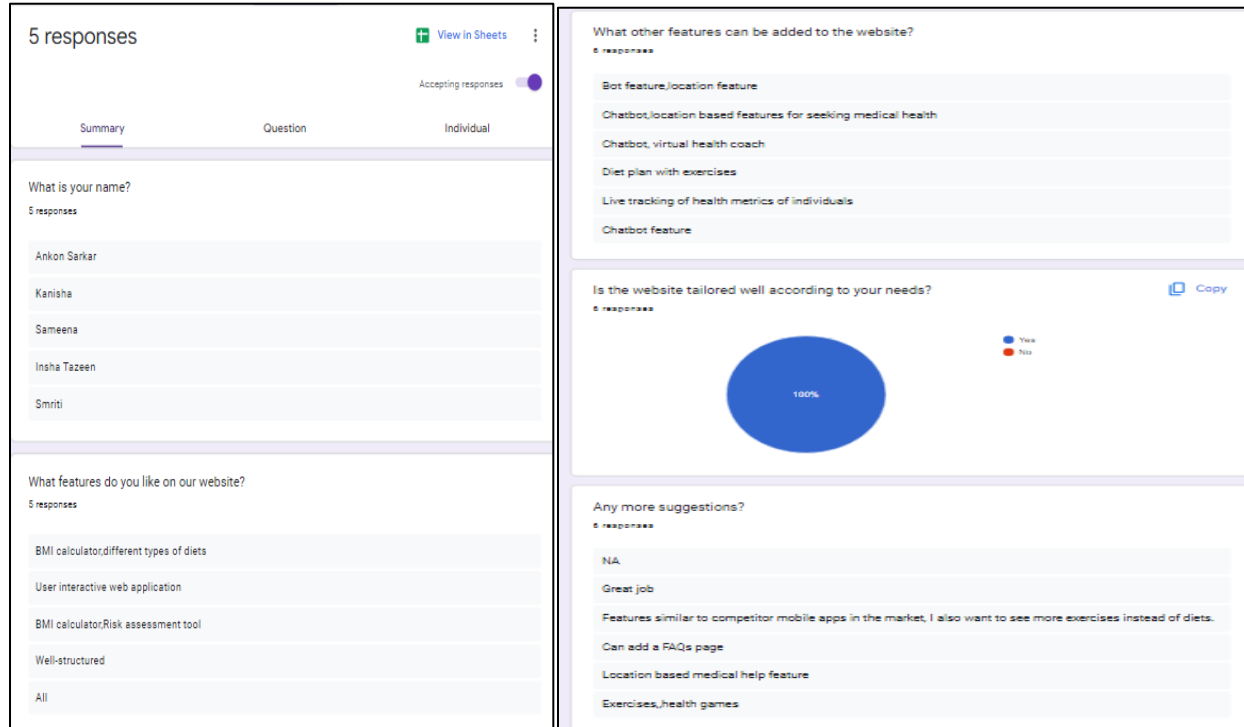 5 responses
View in Sheets
Accepting responses
Summary
Question
Individual
What is your name?
5 responses
Ankon Sarkar
Kanisha
Sameena
Insha Tazeen
Smriti
What features do you like on our website?
5 responses
BMI calculator,different types of diets
User interactive web application
BMI calculator,Risk assessment tool
Well-structured
All
What other features can be added to the website?
6 responses
Bot feature,location feature
Chatbot,location based features for seeking medical health
Chatbot, virtual health coach
Diet plan with exercises
Live tracking of health metrics of individuals
Chatbot feature
Is the website tailored well according to your needs?
Copy
6 responses
Yes
No
100%
Any more suggestions?
6 responses
NA
Great job
Features similar to competitor mobile apps in the market, I also want to see more exercises instead of diets.
Can add a FAQs page
Location based medical help feature
Exercises,,health games